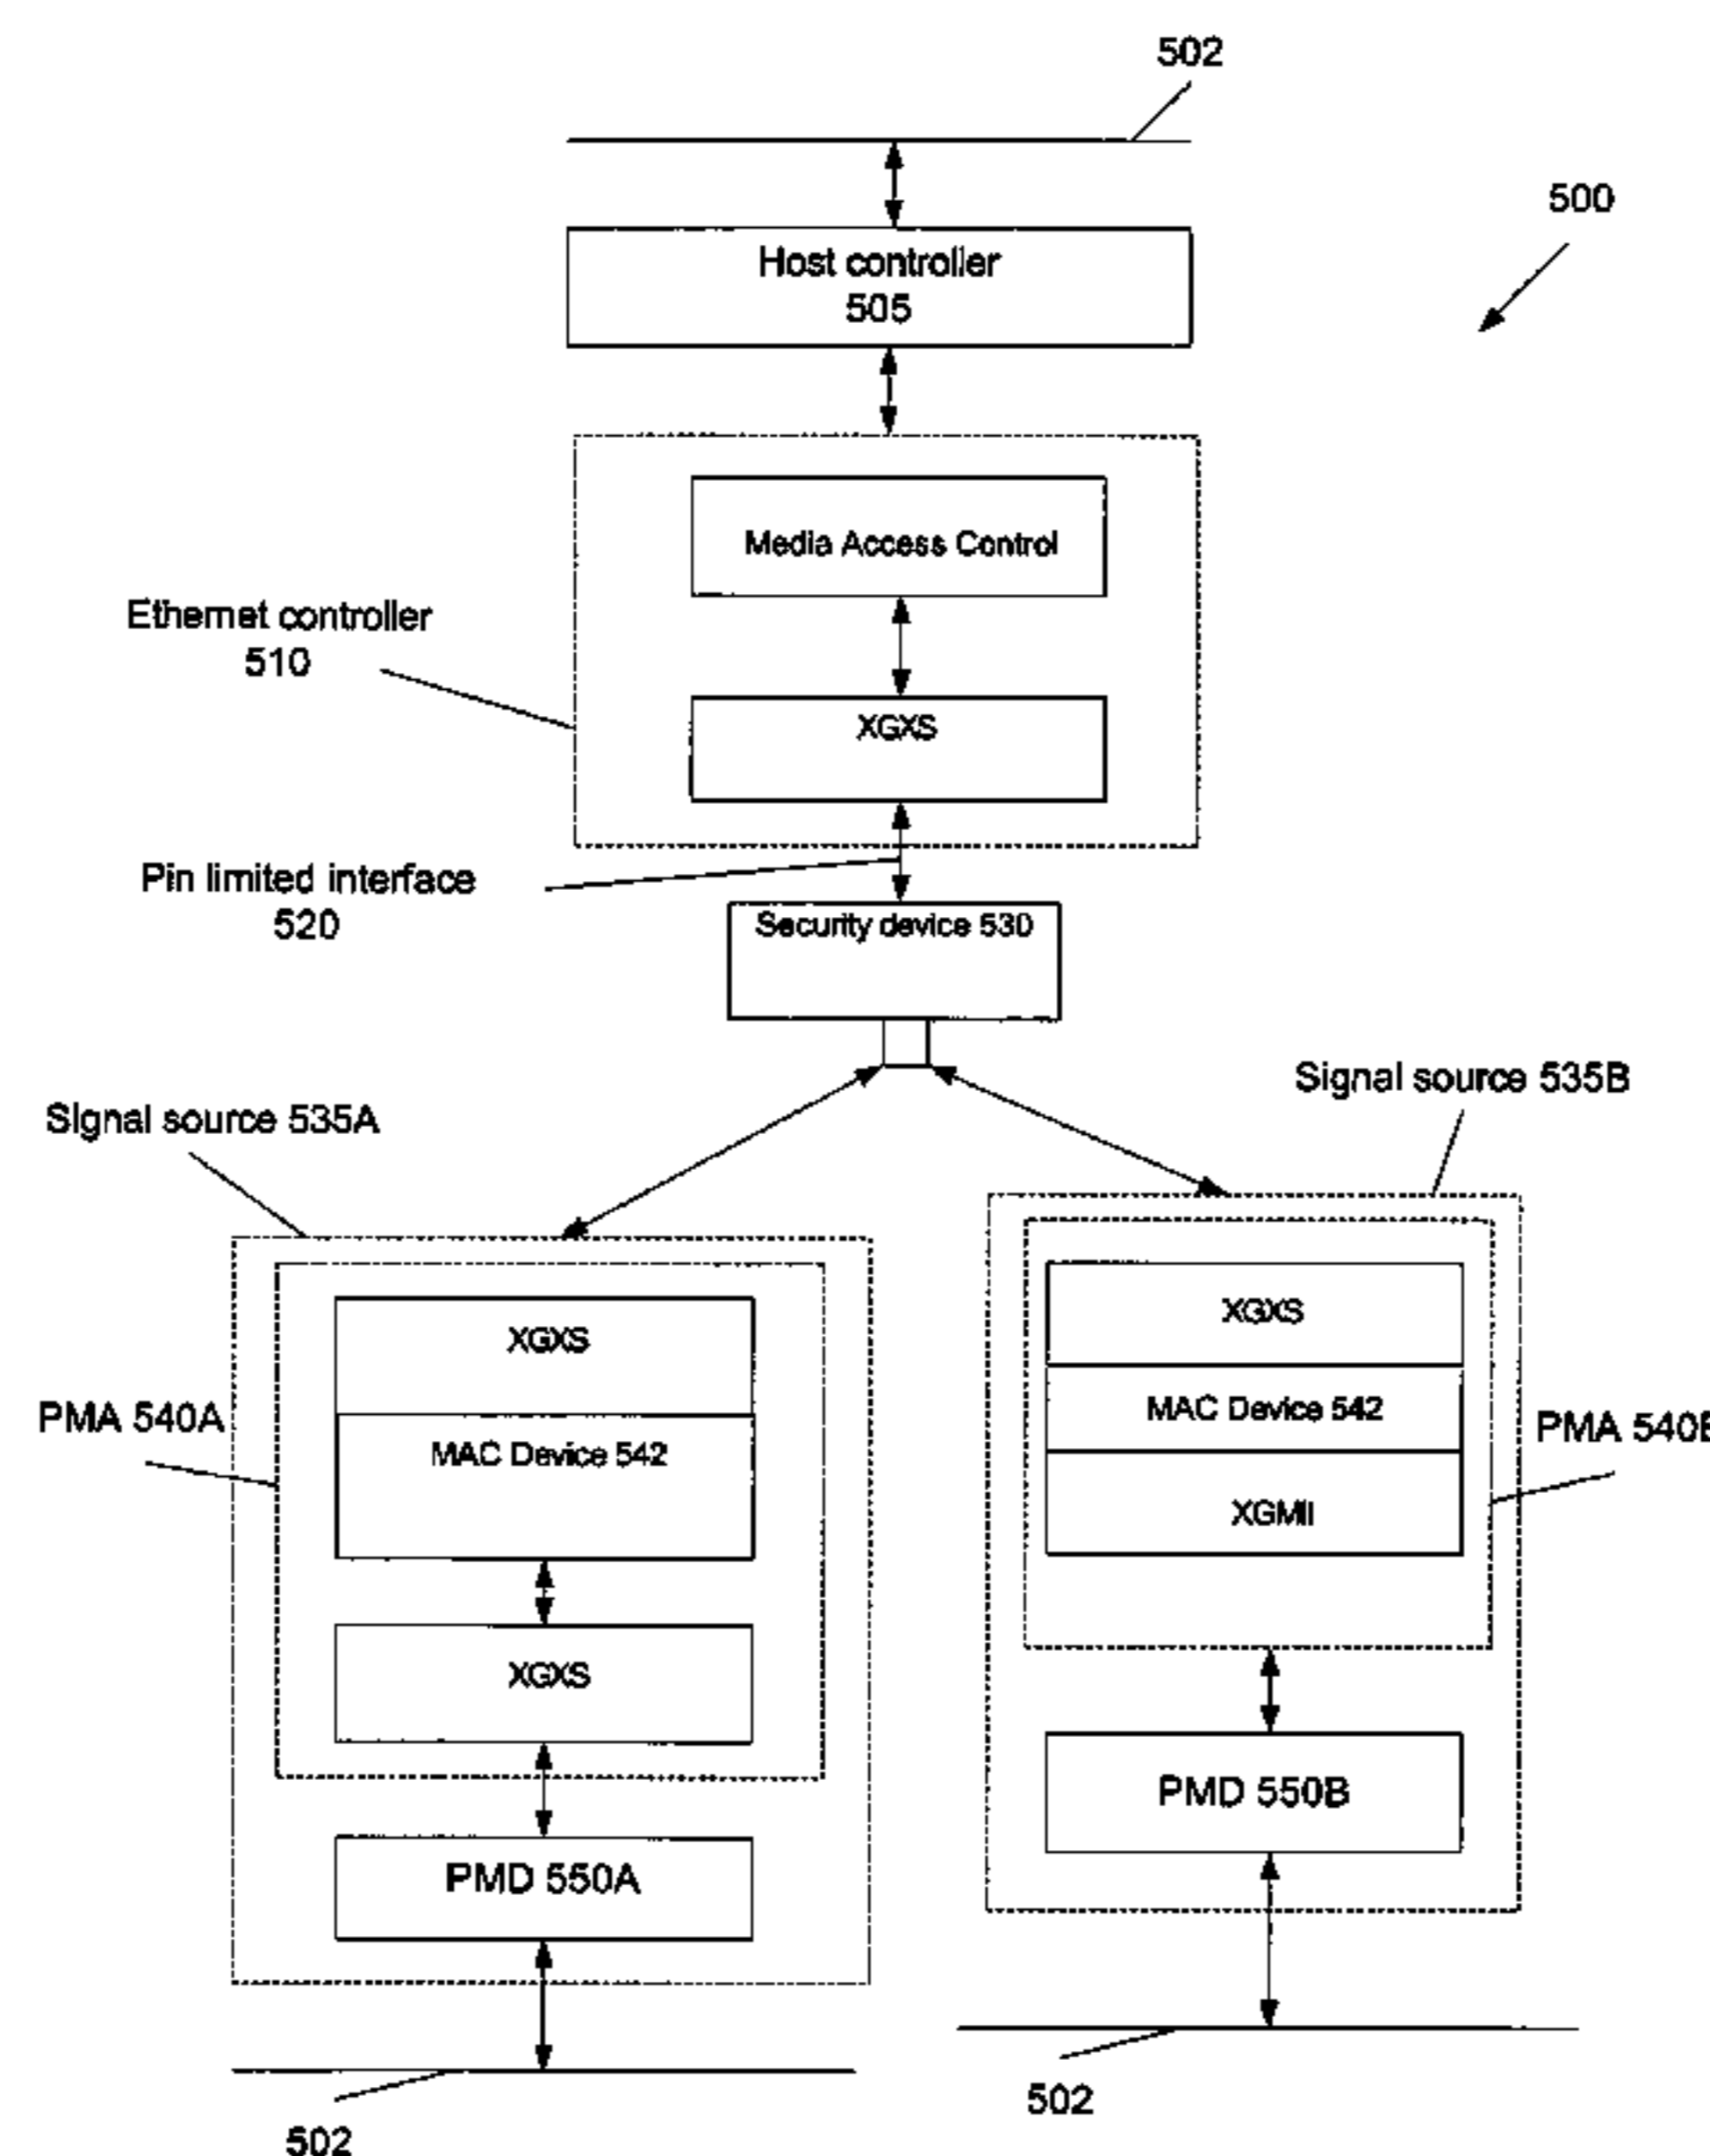 502
500
Host controller
505
Media Access Control
Ethernet controller
510
XGXS
Pin limited interface
520
Security device 530
Signal source 535B
Signal source 535A
XGXS
XGXS
PMA 540A
MAC Device 542
PMA 540B
MAC Device 542
XGMII
XGXS
PMD 550B
PMD 550A
502
502